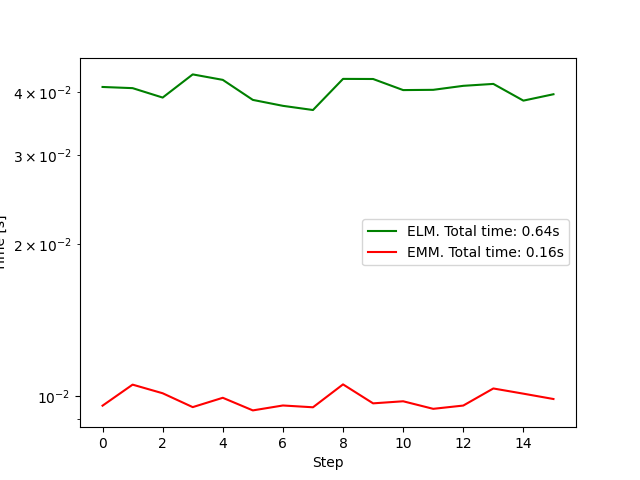 4 × 10⁻²
3 × 10⁻²
2 × 10⁻²
10⁻²
Time [s]
ELM. Total time: 0.64s
EMM. Total time: 0.16s
0 2 4 6 8 10 12 14
Step